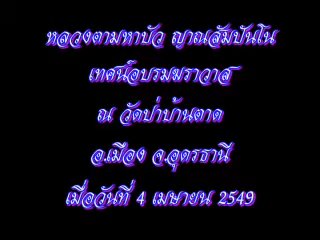 หลวงตามหาบัว ญาณสัมปันโน
เทศน์อบรมฆราวาส
ณ วัดป่าบ้านตาด
อ.เมือง จ.อุดรธานี
เมื่อวันที่ 4 เมษายน 2549